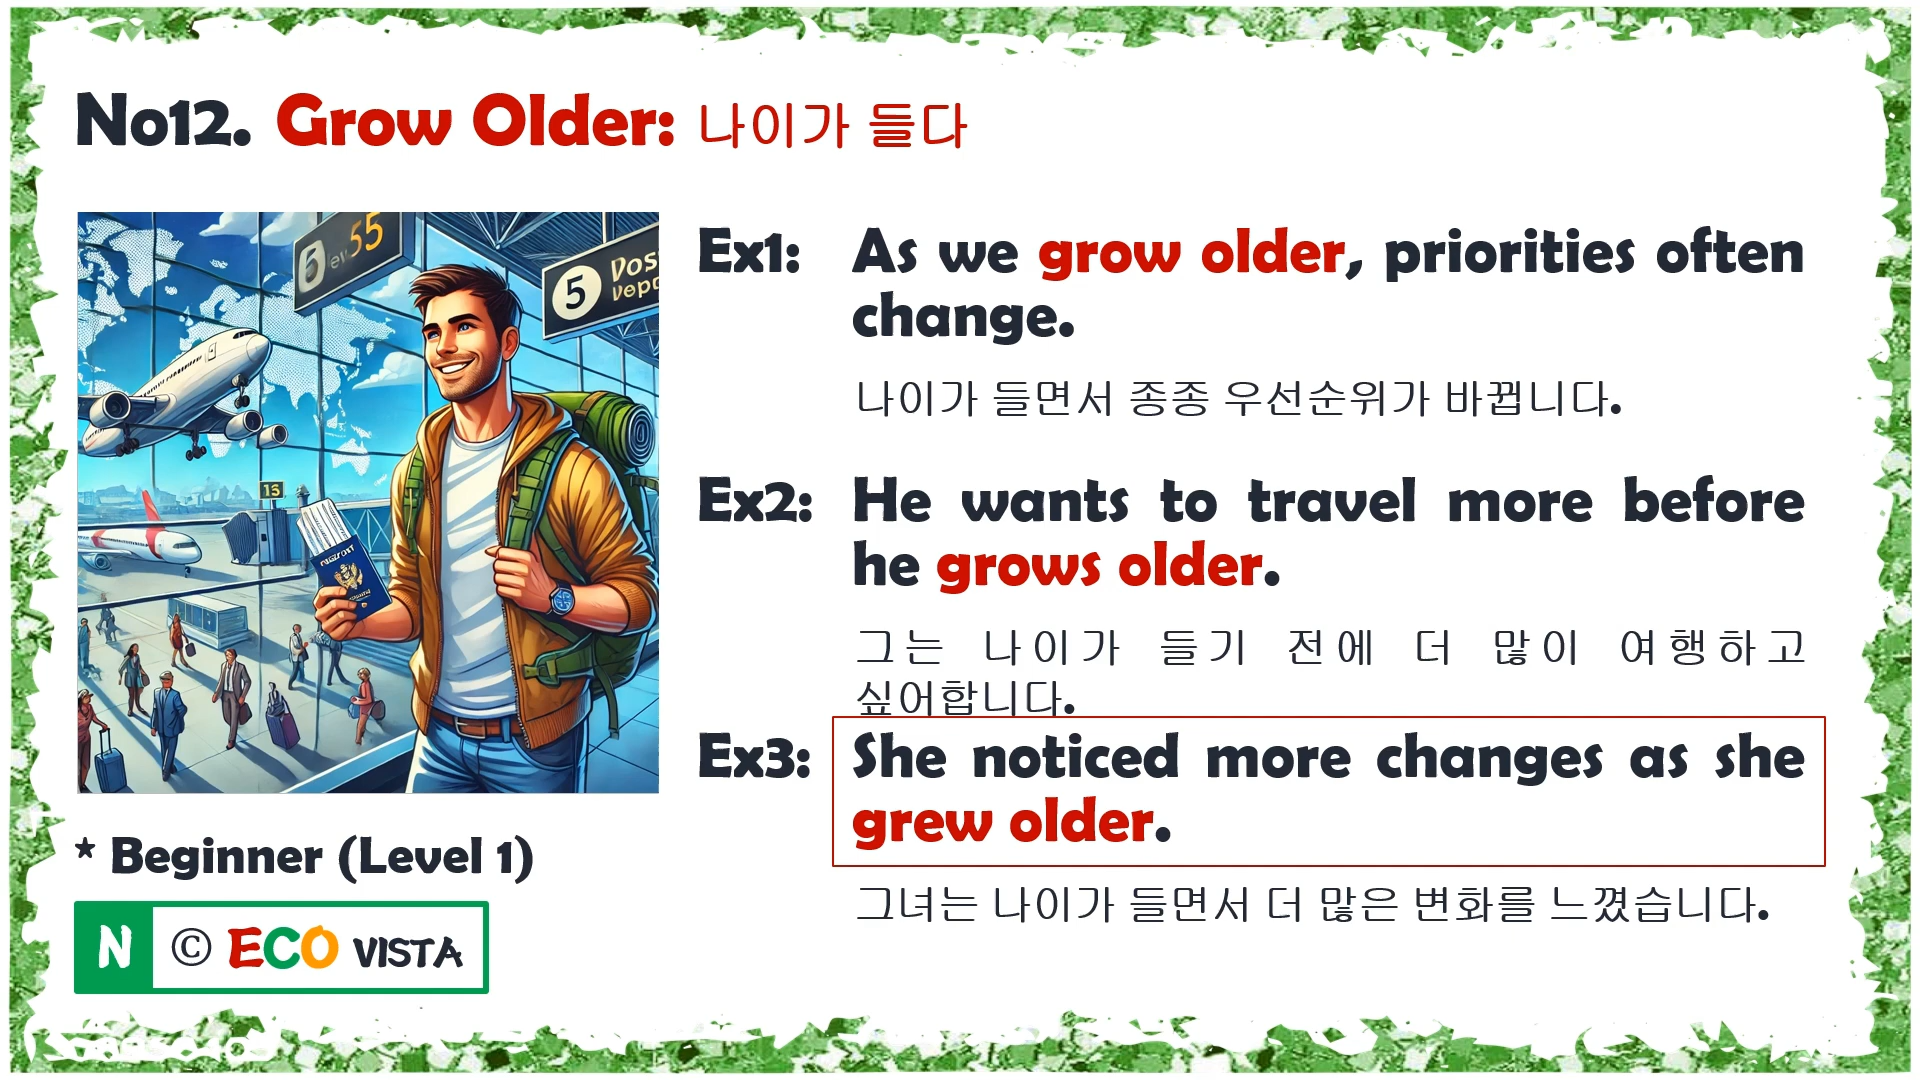 No12. Grow Older: 나이가 들다
55
5
5
13
PASSPORT
Ex1: As we grow older, priorities often
change.
나이가 들면서 종종 우선순위가 바뀝니다.
Ex2: He wants to travel more before
he grows older.
그는 나이가 들기 전에 더 많이 여행하고
싶어합니다.
Ex3: She noticed more changes as she
grew older.
그녀는 나이가 들면서 더 많은 변화를 느꼈습니다.
* Beginner (Level 1)
N © ECO VISTA